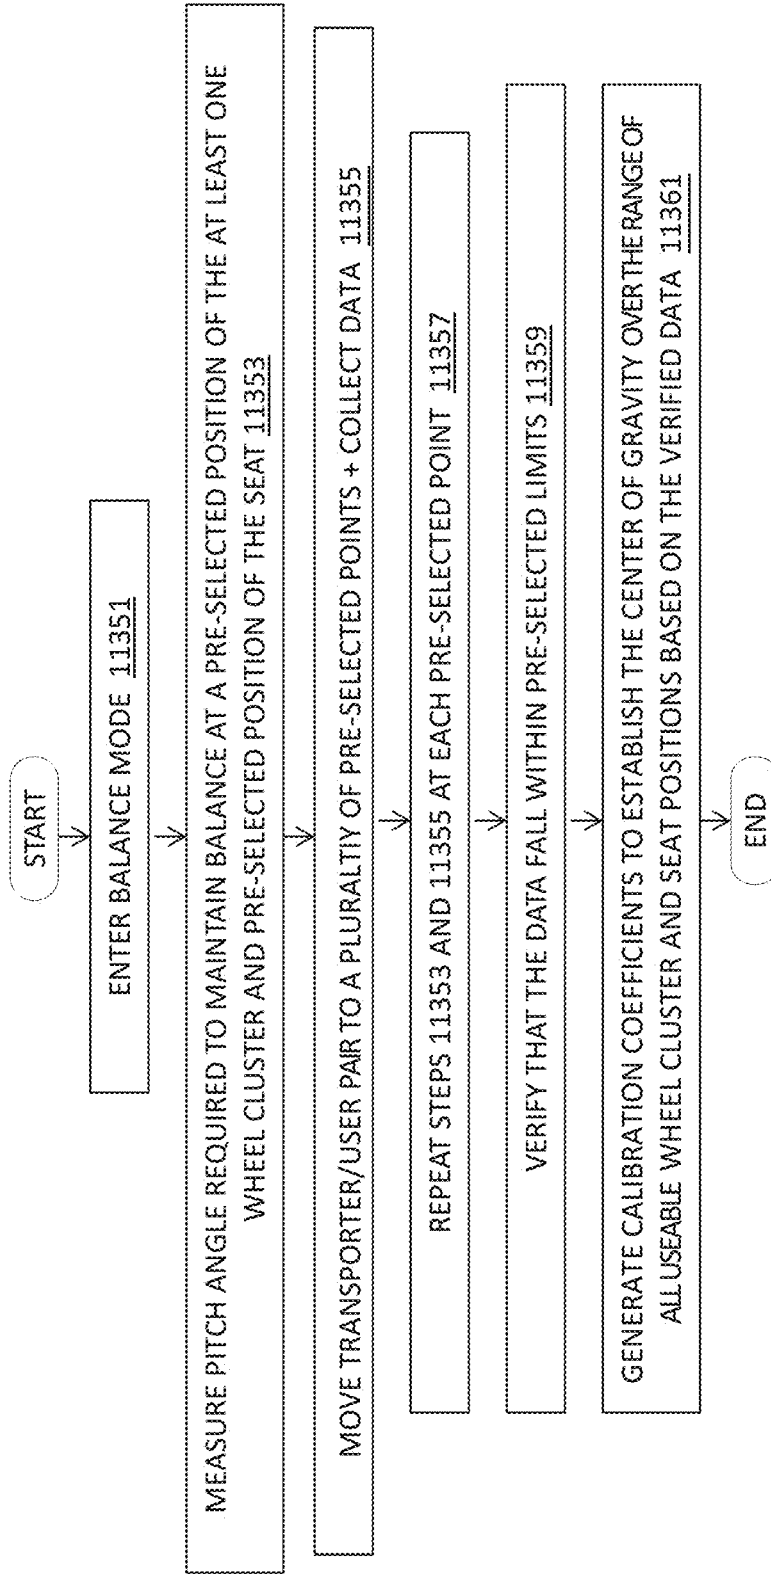 START
ENTER BALANCE MODE 11351
MEASURE PITCH ANGLE REQUIRED TO MAINTAIN BALANCE AT A PRE-SELECTED POSITION OF THE AT LEAST ONE
WHEEL CLUSTER AND PRE-SELECTED POSITION OF THE SEAT 11353
MOVE TRANSPORTER/USER PAIR TO A PLURALTIY OF PRE-SELECTED POINTS + COLLECT DATA 11355
REPEAT STEPS 11353 AND 11355 AT EACH PRE-SELECTED POINT 11357
VERIFY THAT THE DATA FALL WITHIN PRE-SELECTED LIMITS 11359
GENERATE CALIBRATION COEFFICIENTS TO ESTABLISH THE CENTER OF GRAVITY OVER THE RANGE OF
ALL USEABLE WHEEL CLUSTER AND SEAT POSITIONS BASED ON THE VERIFIED DATA 11361
END